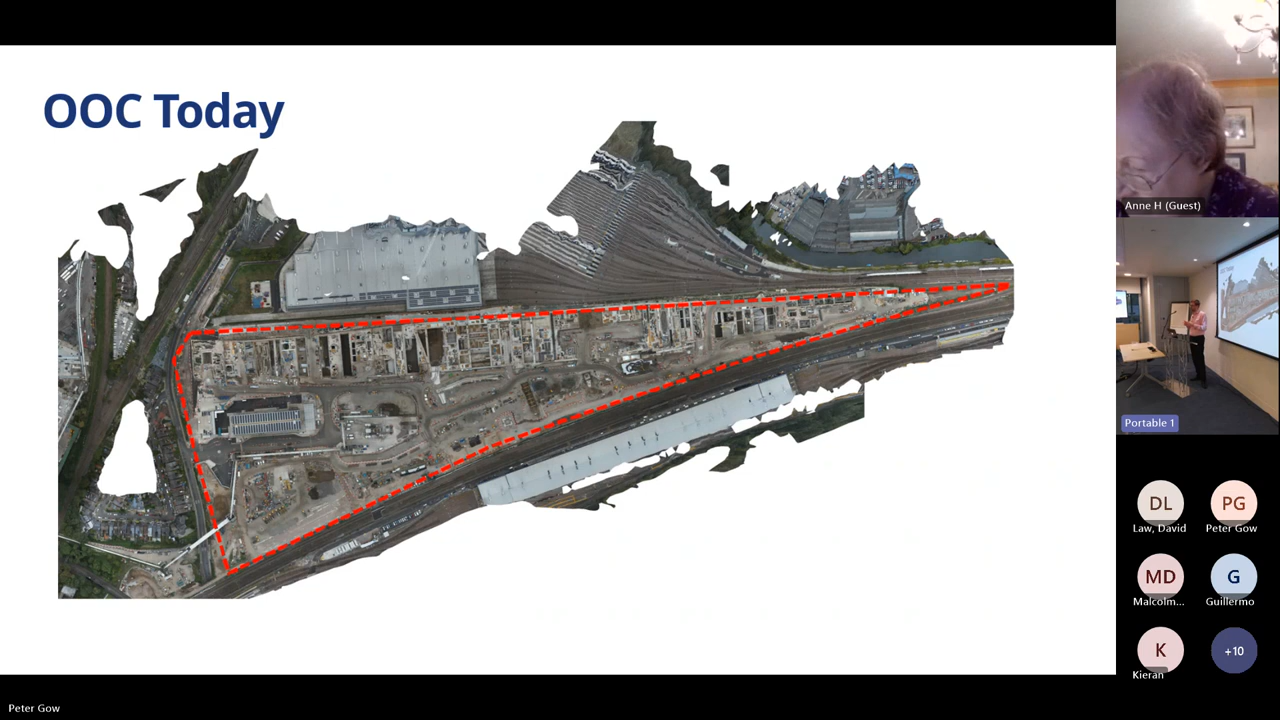 OOC Today
Anne H (Guest)
Portable 1
DL
PG
Law, David
Peter Gow
MD
G
Malcolm...
Guillermo
K
+10
Kieran
Peter Gow